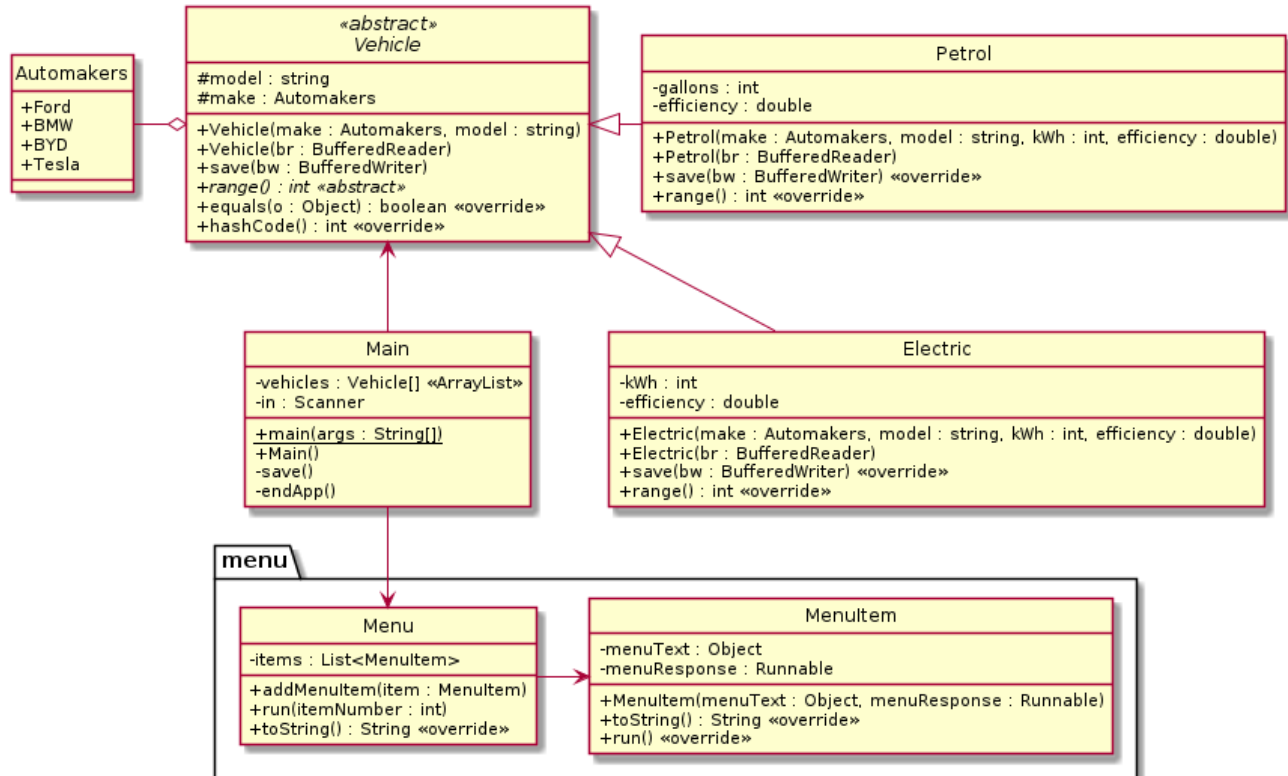 Automakers
+Ford
+BMW
+BYD
+Tesla
«abstract»
Vehicle
#model : string
#make : Automakers
+Vehicle(make : Automakers, model : string)
+Vehicle(br : BufferedReader)
+save(bw : BufferedWriter)
+range() : int «abstract»
+equals(o : Object) : boolean «override»
+hashCode() : int «override»
Petrol
-gallons : int
-efficiency : double
+Petrol(make : Automakers, model : string, kWh : int, efficiency : double)
+Petrol(br : BufferedReader)
+save(bw : BufferedWriter) «override»
+range() : int «override»
Main
-vehicles : Vehicle[] «ArrayList»
-in : Scanner
+main(args : String[])
+Main()
-save()
-endApp()
Electric
-kWh : int
-efficiency : double
+Electric(make : Automakers, model : string, kWh : int, efficiency : double)
+Electric(br : BufferedReader)
+save(bw : BufferedWriter) «override»
+range() : int «override»
menu
Menu
-items : List<MenuItem>
+addMenuItem(item : MenuItem)
+run(itemNumber : int)
+toString() : String «override»
MenuItem
-menuText : Object
-menuResponse : Runnable
+MenuItem(menuText : Object, menuResponse : Runnable)
+toString() : String «override»
+run() «override»